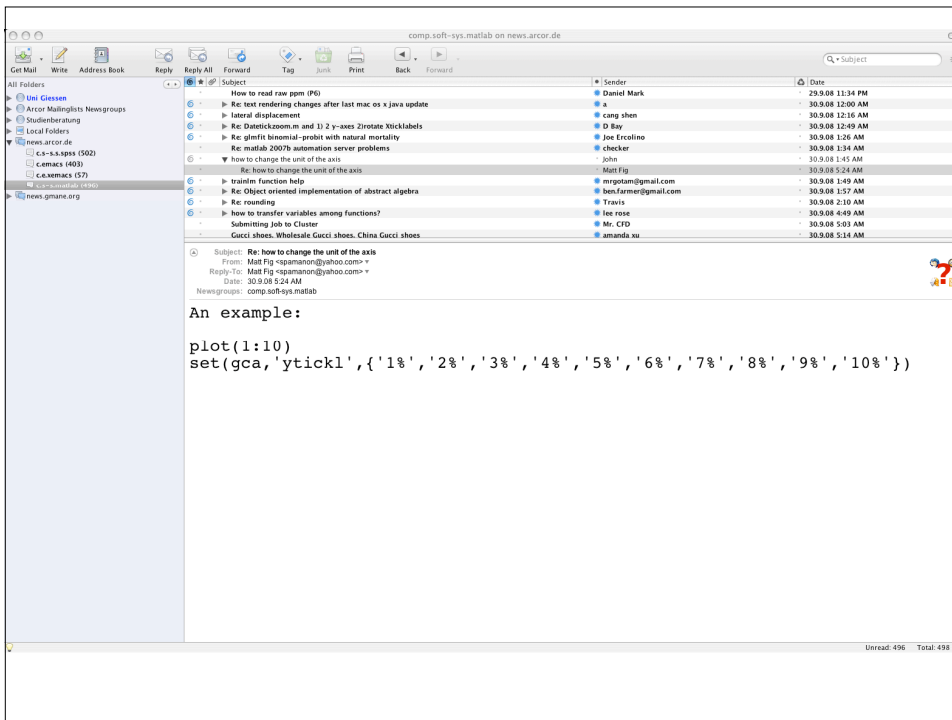 comp.soft-sys.matlab on news.arcor.de
Get Mail Write Address Book Reply Reply All Forward Tag Junk Print Back Forward
Subject
All Folders
Uni Giessen
Arcor Mailinglists Newsgroups
Studienberatung
Local Folders
news.arcor.de
c.s-s.s.spss (502)
c.emacs (403)
c.e.xemacs (57)
c.s-s.matlab (496)
news.gmane.org
Subject Sender Date
How to read raw ppm (P6) Daniel Mark 29.9.08 11:34 PM
Re: text rendering changes after last mac os x java update a 30.9.08 12:00 AM
lateral displacement cang shen 30.9.08 12:16 AM
Re: Datetickzoom.m and 1) 2 y-axes 2)rotate Xticklabels D Bay 30.9.08 12:49 AM
Re: glmfit binomial-probit with natural mortality Joe Ercolino 30.9.08 1:26 AM
Re: matlab 2007b automation server problems checker 30.9.08 1:34 AM
how to change the unit of the axis John 30.9.08 1:45 AM
Re: how to change the unit of the axis Matt Fig 30.9.08 5:24 AM
trainlm function help mrgotam@gmail.com 30.9.08 1:49 AM
Re: Object oriented implementation of abstract algebra ben.farmer@gmail.com 30.9.08 1:57 AM
Re: rounding Travis 30.9.08 2:10 AM
how to transfer variables among functions? lee rose 30.9.08 4:49 AM
Submitting Job to Cluster Mr. CFD 30.9.08 5:03 AM
Gucci shoes. Wholesale Gucci shoes. China Gucci shoes amanda xu 30.9.08 5:14 AM
Subject: Re: how to change the unit of the axis
From: Matt Fig <spamanon@yahoo.com>
Reply-To: Matt Fig <spamanon@yahoo.com>
Date: 30.9.08 5:24 AM
Newsgroups: comp.soft-sys.matlab
?
An example:
plot(1:10)
set(gca,'ytickl',{'1%','2%','3%','4%','5%','6%','7%','8%','9%','10%'})
Unread: 496 Total: 498